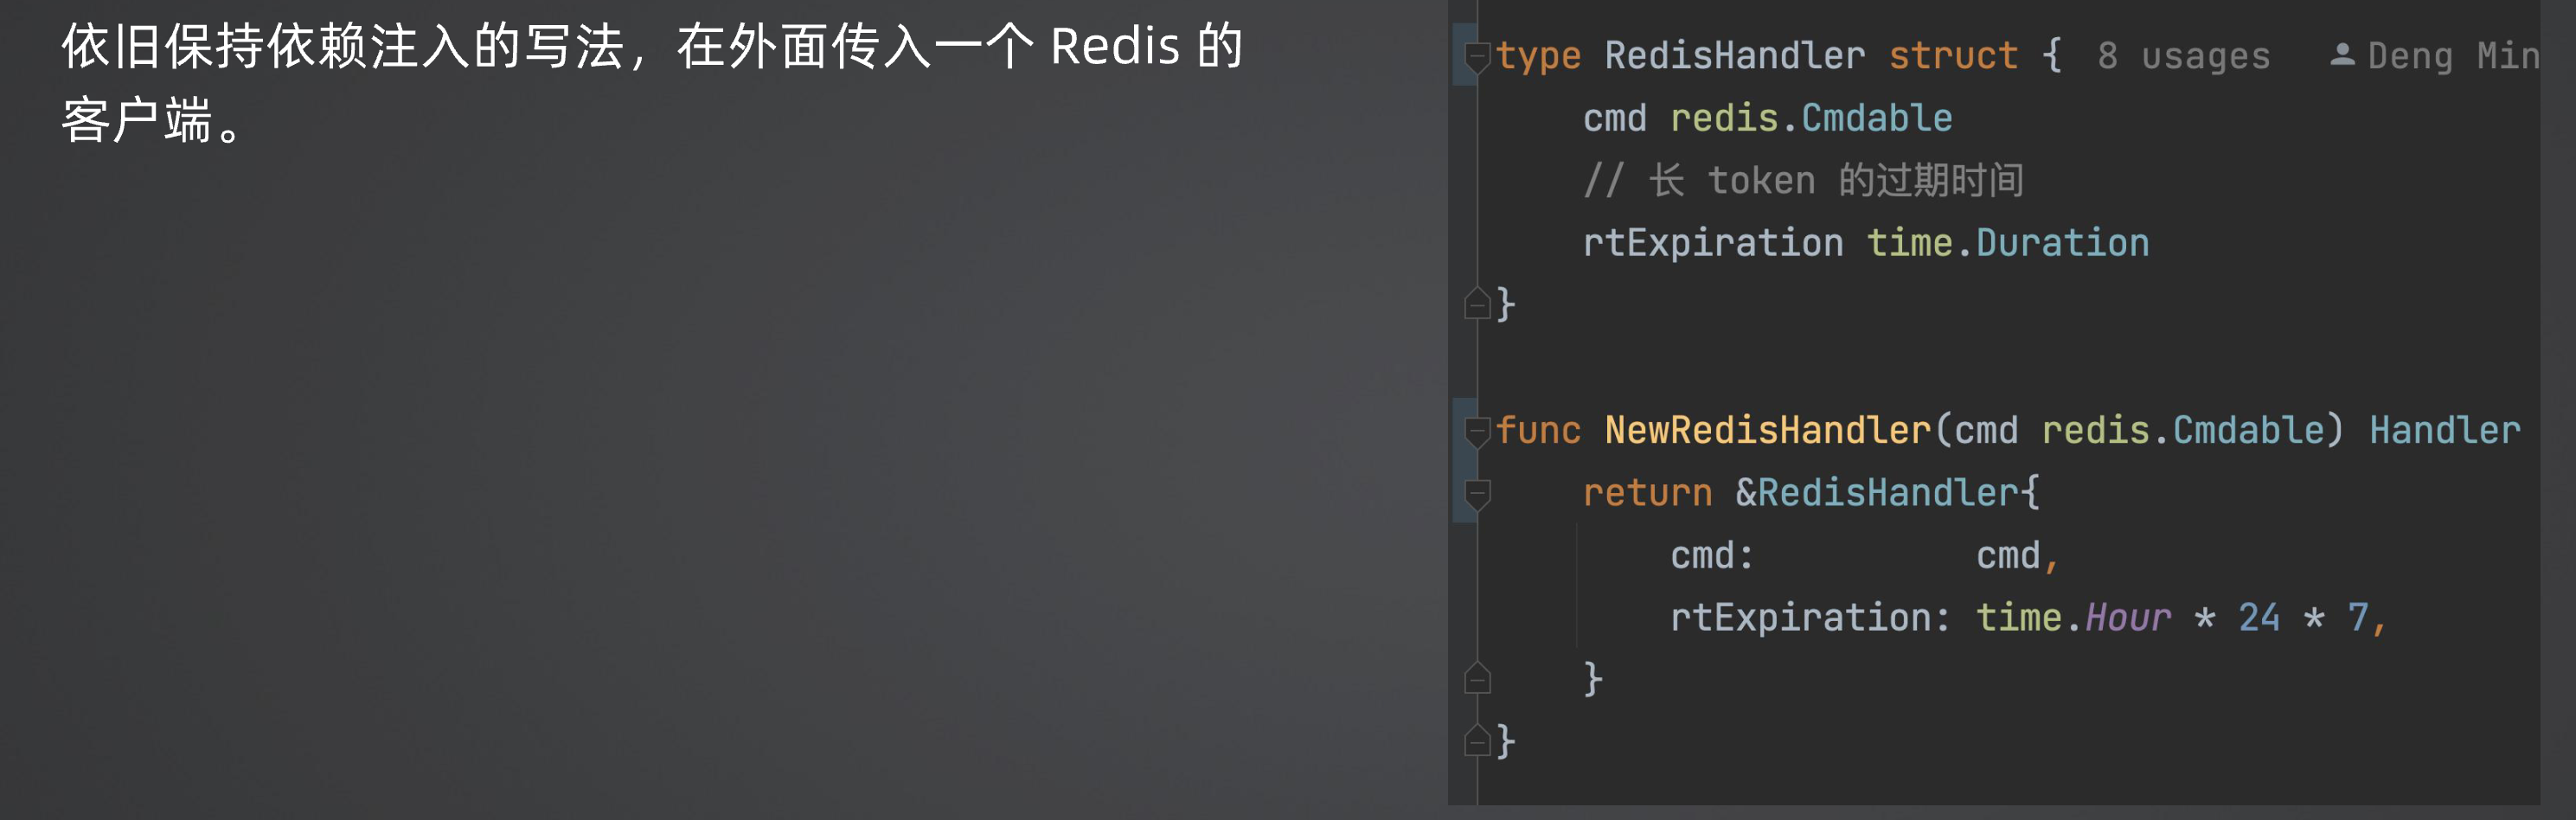 依旧保持依赖注入的写法，在外面传入一个 Redis 的
客户端。
type RedisHandler struct { 8 usages Deng Min
cmd redis.Cmdable
// 长 token 的过期时间
rtExpiration time.Duration
}
func NewRedisHandler(cmd redis.Cmdable) Handler
return &RedisHandler{
cmd: cmd,
rtExpiration: time.Hour * 24 * 7,
}
}